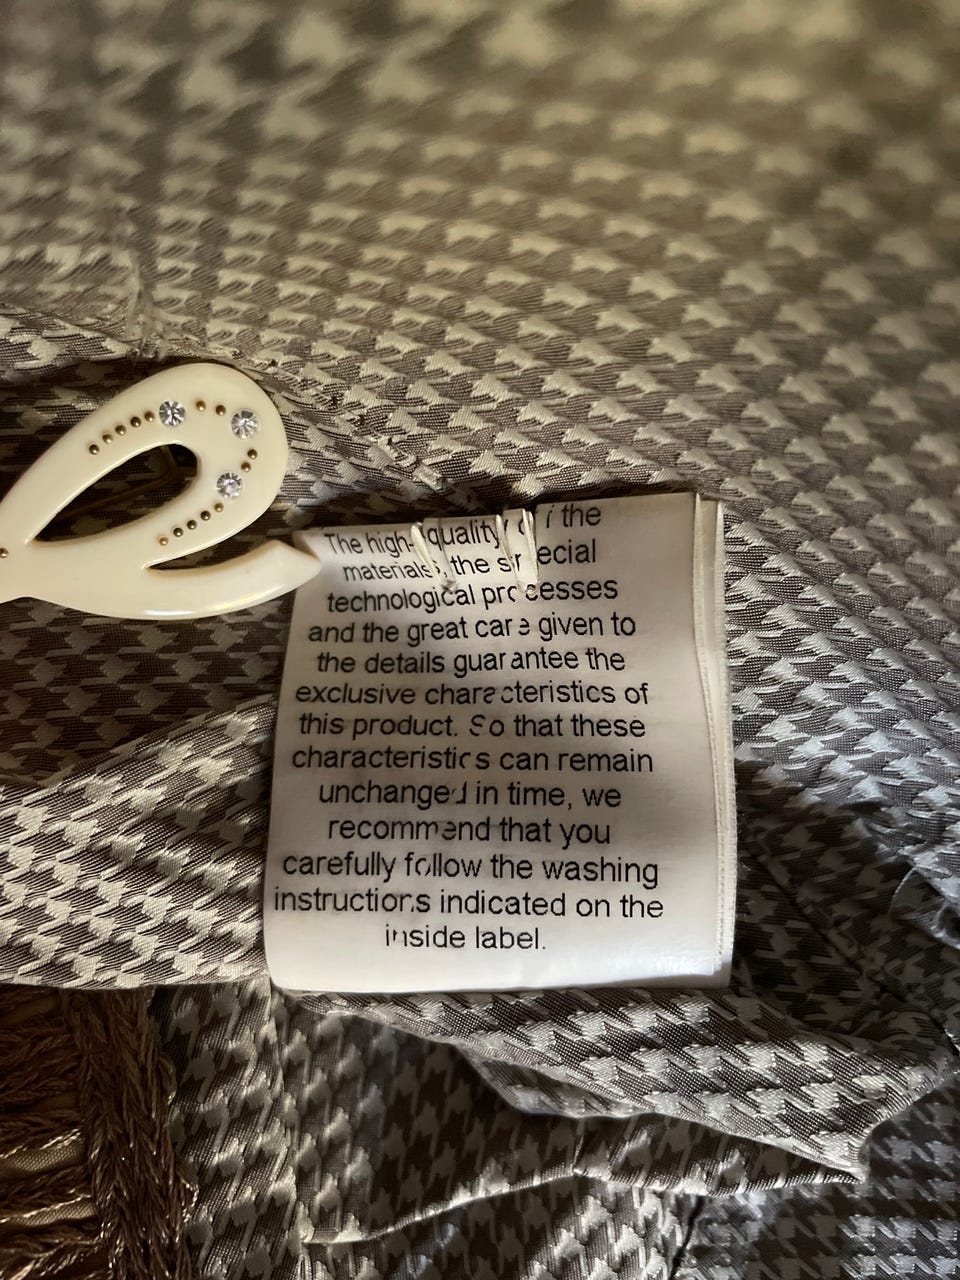 The high-quality of the
materials, the special
technological processes
and the great care given to
the details guarantee the
exclusive characteristics of
this product. So that these
characteristics can remain
unchanged in time, we
recommend that you
carefully follow the washing
instructions indicated on the
inside label.